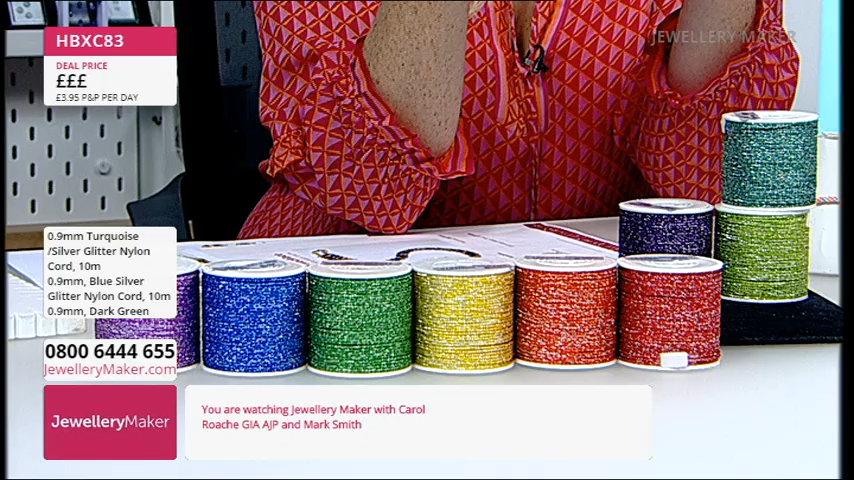 HBXC83
DEAL PRICE
£££
£3.95 P&P PER DAY
JEWELLERY MAKER
0.9mm Turquoise
/Silver Glitter Nylon
Cord, 10m
0.9mm, Blue Silver
Glitter Nylon Cord, 10m
0.9mm, Dark Green
0800 6444 655
JewelleryMaker.com
JewelleryMaker
You are watching Jewellery Maker with Carol
Roache GIA AJP and Mark Smith